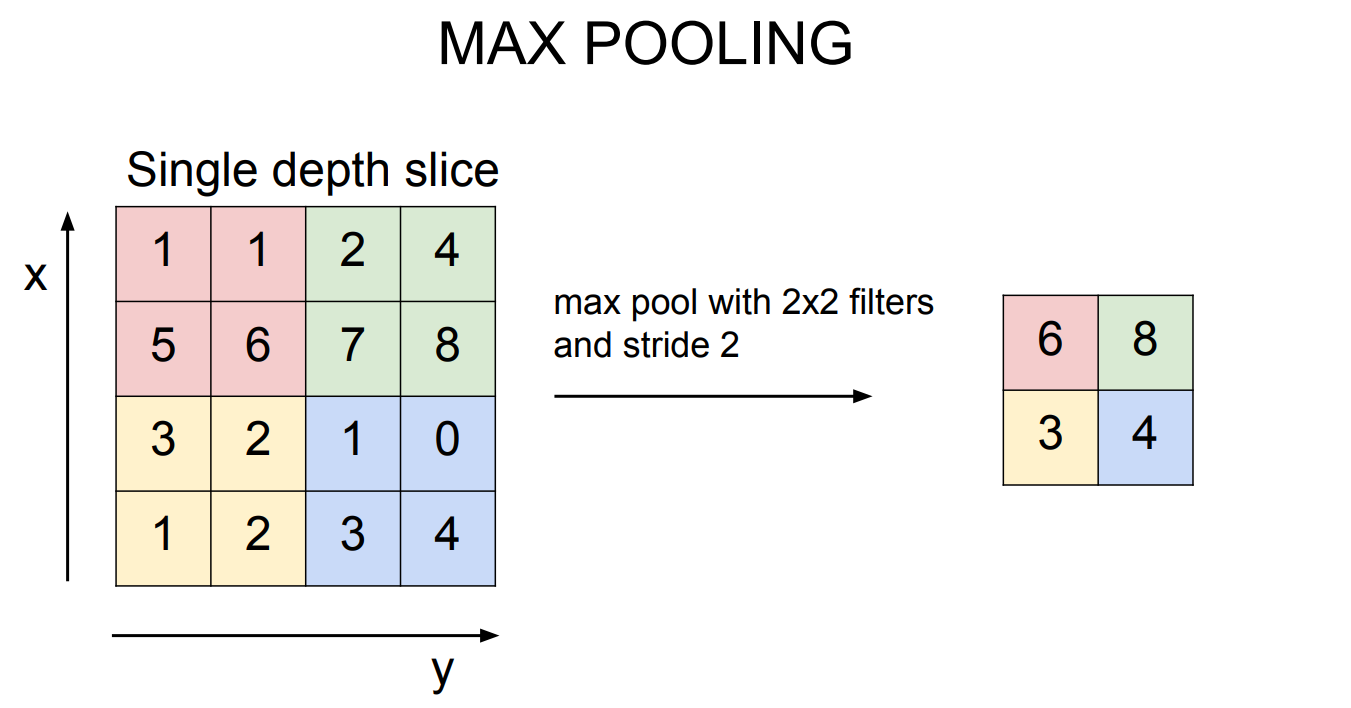 MAX POOLING
Single depth slice
x
1 1 2 4
5 6 7 8
3 2 1 0
1 2 3 4
y
max pool with 2x2 filters
and stride 2
6 8
3 4